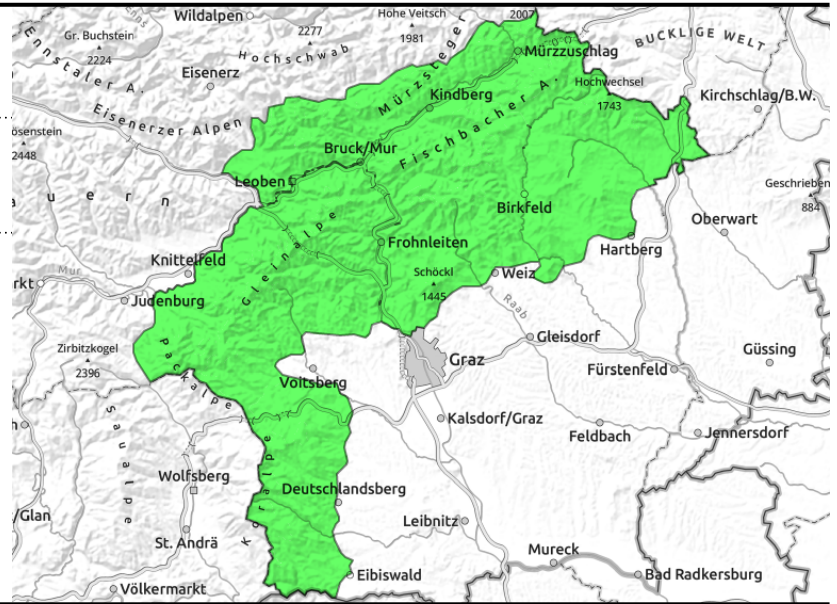 Wildalpen
Enns
Hohe Veitsch
1981
2007
Gr. Buchstein
2224
2277
Hochschwab
Ennstaler A.
Mürzsteger
Mürzzuschlag
BUCKLIGE WELT
Eisenerz
Hochwechsel
1743
Kindberg
Kirchschlag/B.W.
Eisenerzer Alpen
Fischbacher A.
ösenstein
2448
Bruck/Mur
Leoben
Geschrieben
884
auern
Birkfeld
Oberwart
Gleinalpe
Frohnleiten
Hartberg
Knittelfeld
Mur
rkt
Schöckl
1445
Weiz
Judenburg
Raab
Gleisdorf
Zirbitzkogel
2396
Packalpe
Graz
Güssing
Fürstenfeld
Voitsberg
Kalsdorf/Graz
Saualpe
h
Feldbach
Jennersdorf
Koralpe
Wolfsberg
Deutschlandsberg
/Glan
Leibnitz
St. Andrä
Mureck
Eibiswald
Bad Radkersburg
Völkermarkt